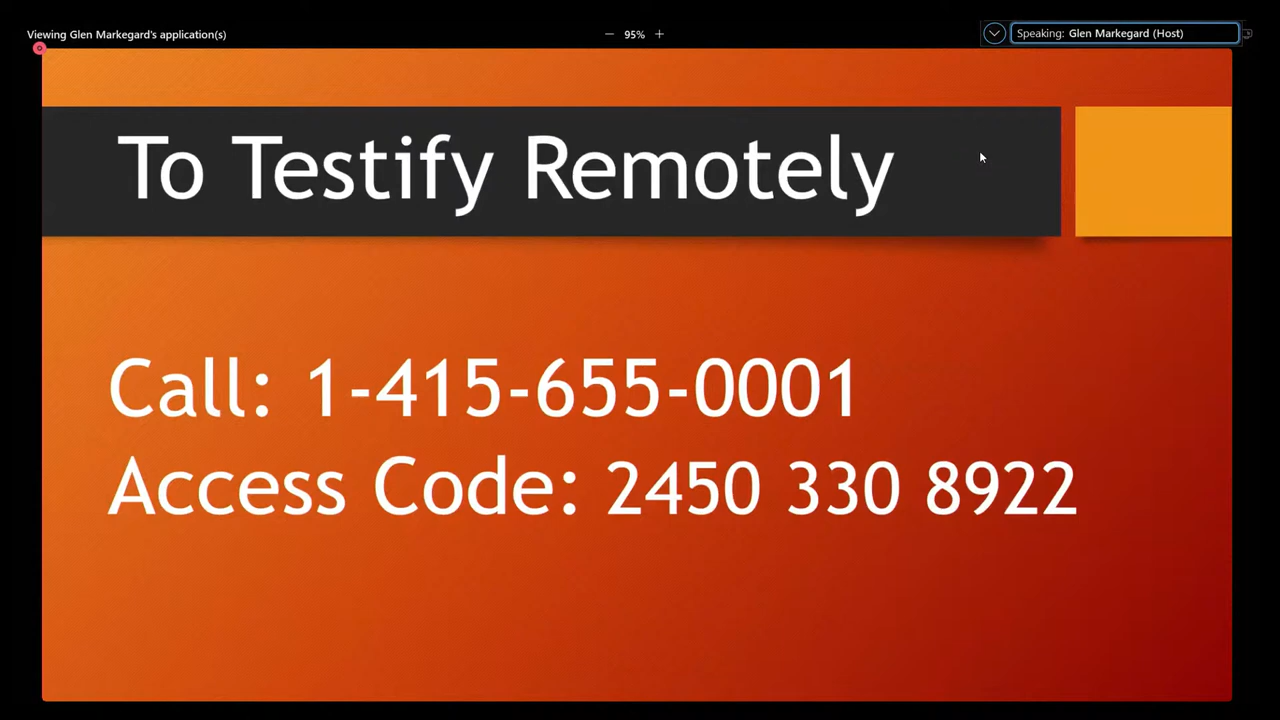 Viewing Glen Markegard's application(s)
95%
Speaking: Glen Markegard (Host)
To Testify Remotely
Call: 1-415-655-0001
Access Code: 2450 330 8922